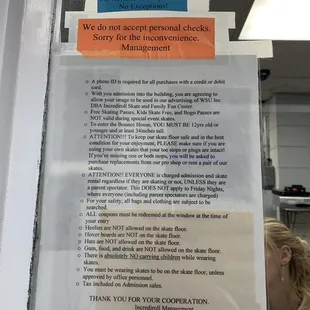 No Exceptions!
We do not accept personal checks.
Sorry for the inconvenience.
Management
o A photo ID is required for all purchases with a credit or debit
card.
o With you admission into the building, you are agreeing to
allow your image to be used in our advertising of WSU Inc
DBA Incrediroll Skate and Family Fun Center.
o Free Skating Passes, Kids Skate Free, and Bogo Passes are
NOT valid during special event skates.
o To enter the Bounce House, YOU MUST BE 12yrs old or
younger and at least 34inches tall.
o ATTENTION!!! To keep our skate floor safe and in the best
condition for your enjoyment, PLEASE make sure if you are
using your own skates that your toe stops or plugs are intact!
If you're missing one or both stops, you will be asked to
purchase replacements from our pro shop or rent a pair of our
skates.
o ATTENTION!! EVERYONE is charged admission and skate
rental regardless if they are skating or not, UNLESS they are
a parent spectator. This DOES NOT apply to Friday Nights,
where everyone (including parent spectators are charged)
o For your safety, all bags and clothing are subject to be
searched.
o ALL coupons must be redeemed at the window at the time of
your entry
o Heelies are NOT allowed on the skate floor.
o Hover boards are NOT allowed on the skate floor.
o Hats are NOT allowed on the skate floor.
o Gum, food, and drink are NOT allowed on the skate floor.
o There is absolutely NO carrying children while wearing
skates.
o You must be wearing skates to be on the skate floor, unless
approved by office personnel.
o Tax included on Admission sales.
THANK YOU FOR YOUR COOPERATION.
Incrediroll Management